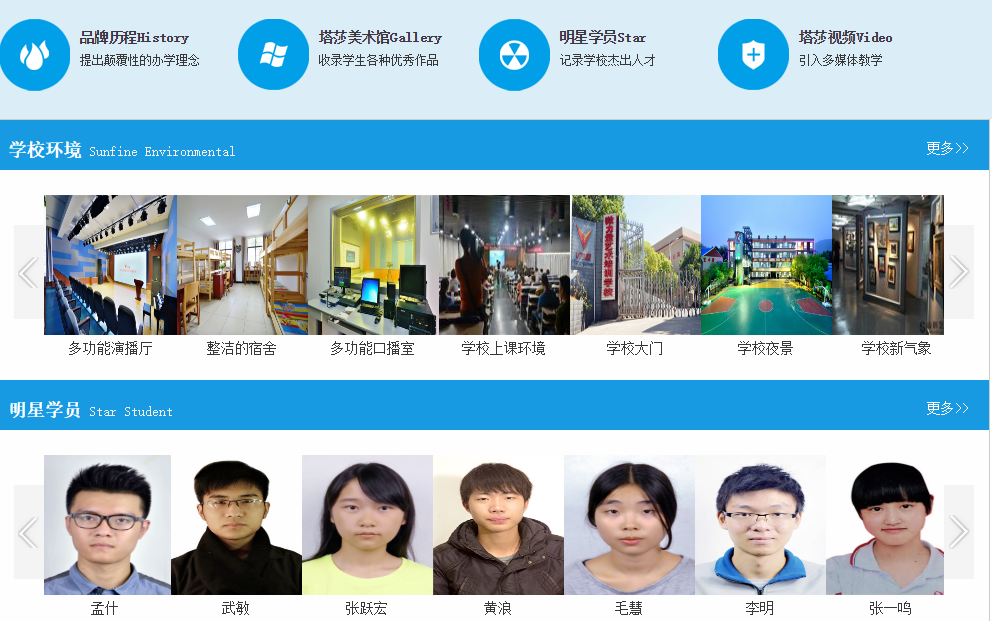 品牌历程History
提出颠覆性的办学理念
塔莎美术馆Gallery
收录学生各种优秀作品
明星学员Star
记录学校杰出人才
塔莎视频Video
引入多媒体教学
学校环境 Sunfine Environmental
更多>>
多功能演播厅
整洁的宿舍
多功能口播室
学校上课环境
学校大门
学校夜景
学校新气象
明星学员 Star Student
更多>>
孟什
武敏
张跃宏
黄浪
毛慧
李明
张一鸣